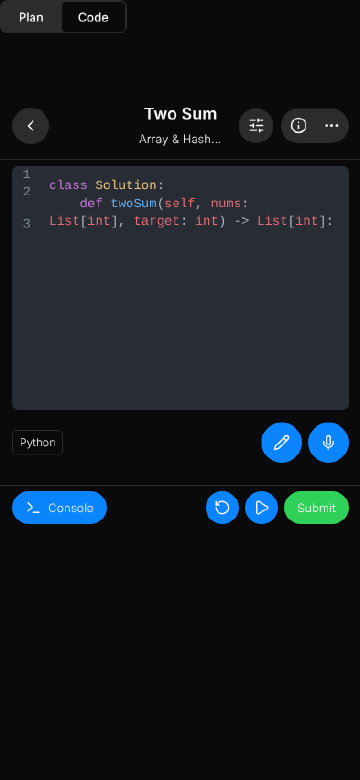 Plan Code
Two Sum
Array & Hash...
1
class Solution:
2
def twoSum(self, nums:
List[int], target: int) -> List[int]:
3
Python
Console
Submit